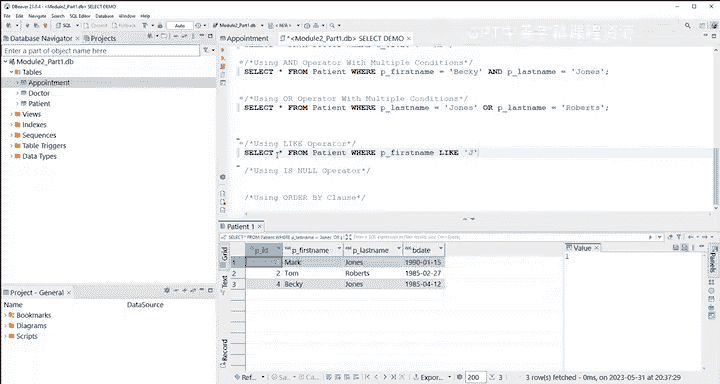 DBeaver 23.0.4 - <Module2_Part1.db> SELECT DEMO
File Edit Navigate Search SQL Editor Database Window Help
Auto
Module2_Part1.db
Database Navigator
Projects
Enter a part of object name here
Module2_Part1.db
Tables
Appointment
Doctor
Patient
Views
Indexes
Sequences
Table Triggers
Data Types
Project - General
Name DataSource
Bookmarks
Diagrams
Scripts
Appointment
*<Module2_Part1.db> SELECT DEMO
/*Using AND Operator With Multiple Conditions*/
SELECT * FROM Patient WHERE p_firstname = 'Becky' AND p_lastname = 'Jones';
/*Using OR Operator With Multiple Conditions*/
SELECT * FROM Patient WHERE p_lastname = 'Jones' OR p_lastname = 'Roberts';
/*Using LIKE Operator*/
SELECT * FROM Patient WHERE p_firstname LIKE 'J'
/*Using IS NULL Operator*/
/*Using ORDER BY Clause*/
Patient 1
Grid
Text
Record
p_id p_firstname p_lastname bdate
1 Mark Jones 1990-01-15
2 2 Tom Roberts 1985-02-27
3 4 Becky Jones 1985-04-12
Value
1
Panels
Ref...
Sa...
Ca...
Expor...
200
3
3 row(s) fetched - 0ms, on 2023-05-31 at 20:37:29